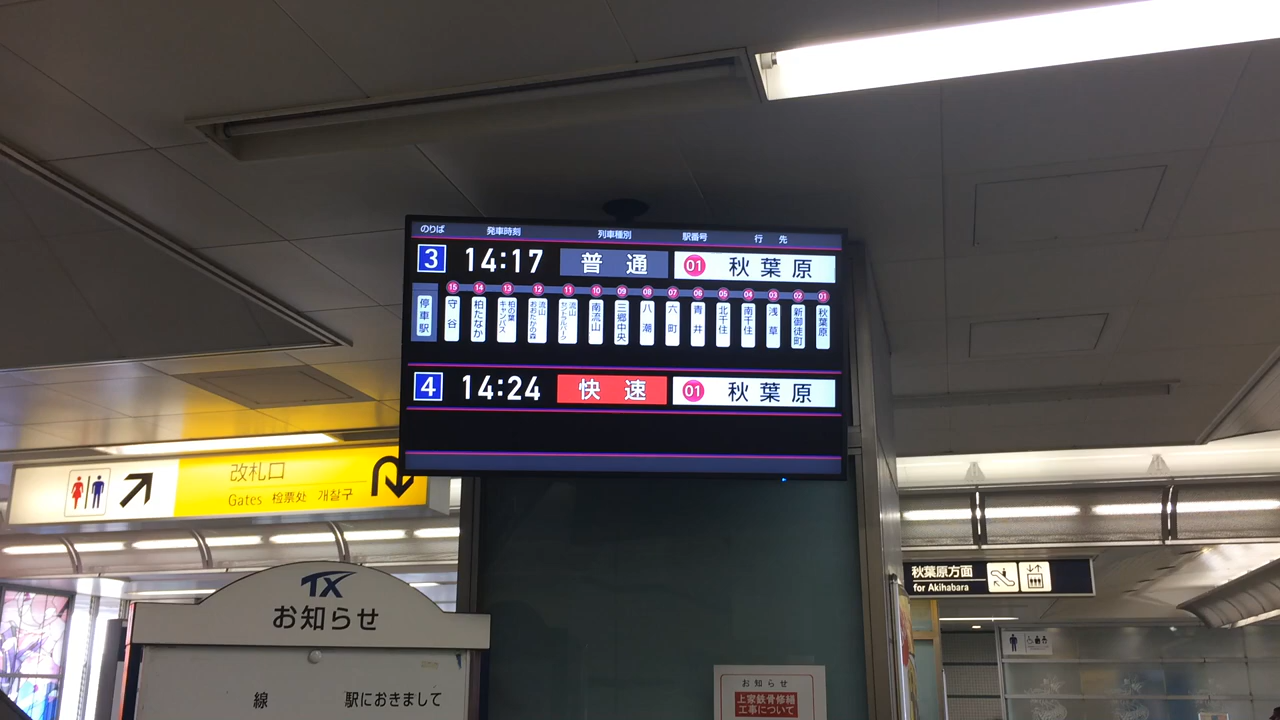 のりば 発車時刻 列車種別 駅番号 行先
3 14:17 普通 01 秋葉原
15 14 13 12 11 10 09 08 07 06 05 04 03 02 01
停車駅
守谷
柏たなか
柏の葉キャンパス
流山おおたかの森
流山セントラルパーク
南流山
三郷中央
八潮
六町
青井
北千住
南千住
浅草
新御徒町
秋葉原
4 14:24 快速 01 秋葉原
改札口
Gates 检票处 개찰구
秋葉原方面
for Akihabara
TX
お知らせ
線 駅におきまして
お知らせ
上家鉄骨修繕
工事について